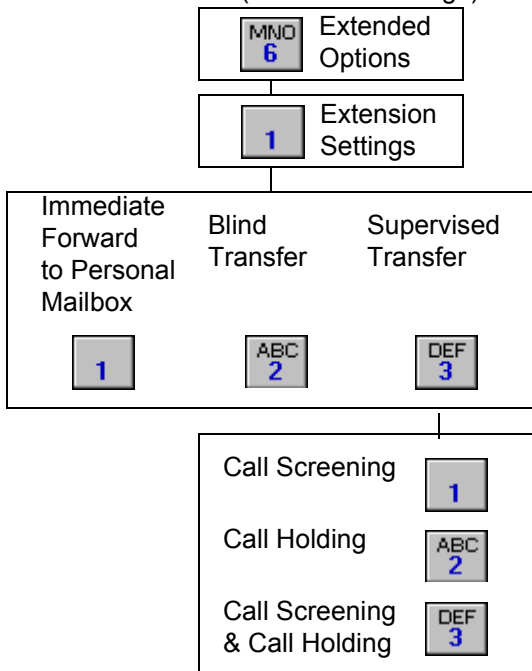 MNO
6
Extended
Options
1
Extension
Settings
Immediate
Forward
to Personal
Mailbox
Blind
Transfer
Supervised
Transfer
1
ABC
2
DEF
3
Call Screening
1
Call Holding
ABC
2
Call Screening
& Call Holding
DEF
3